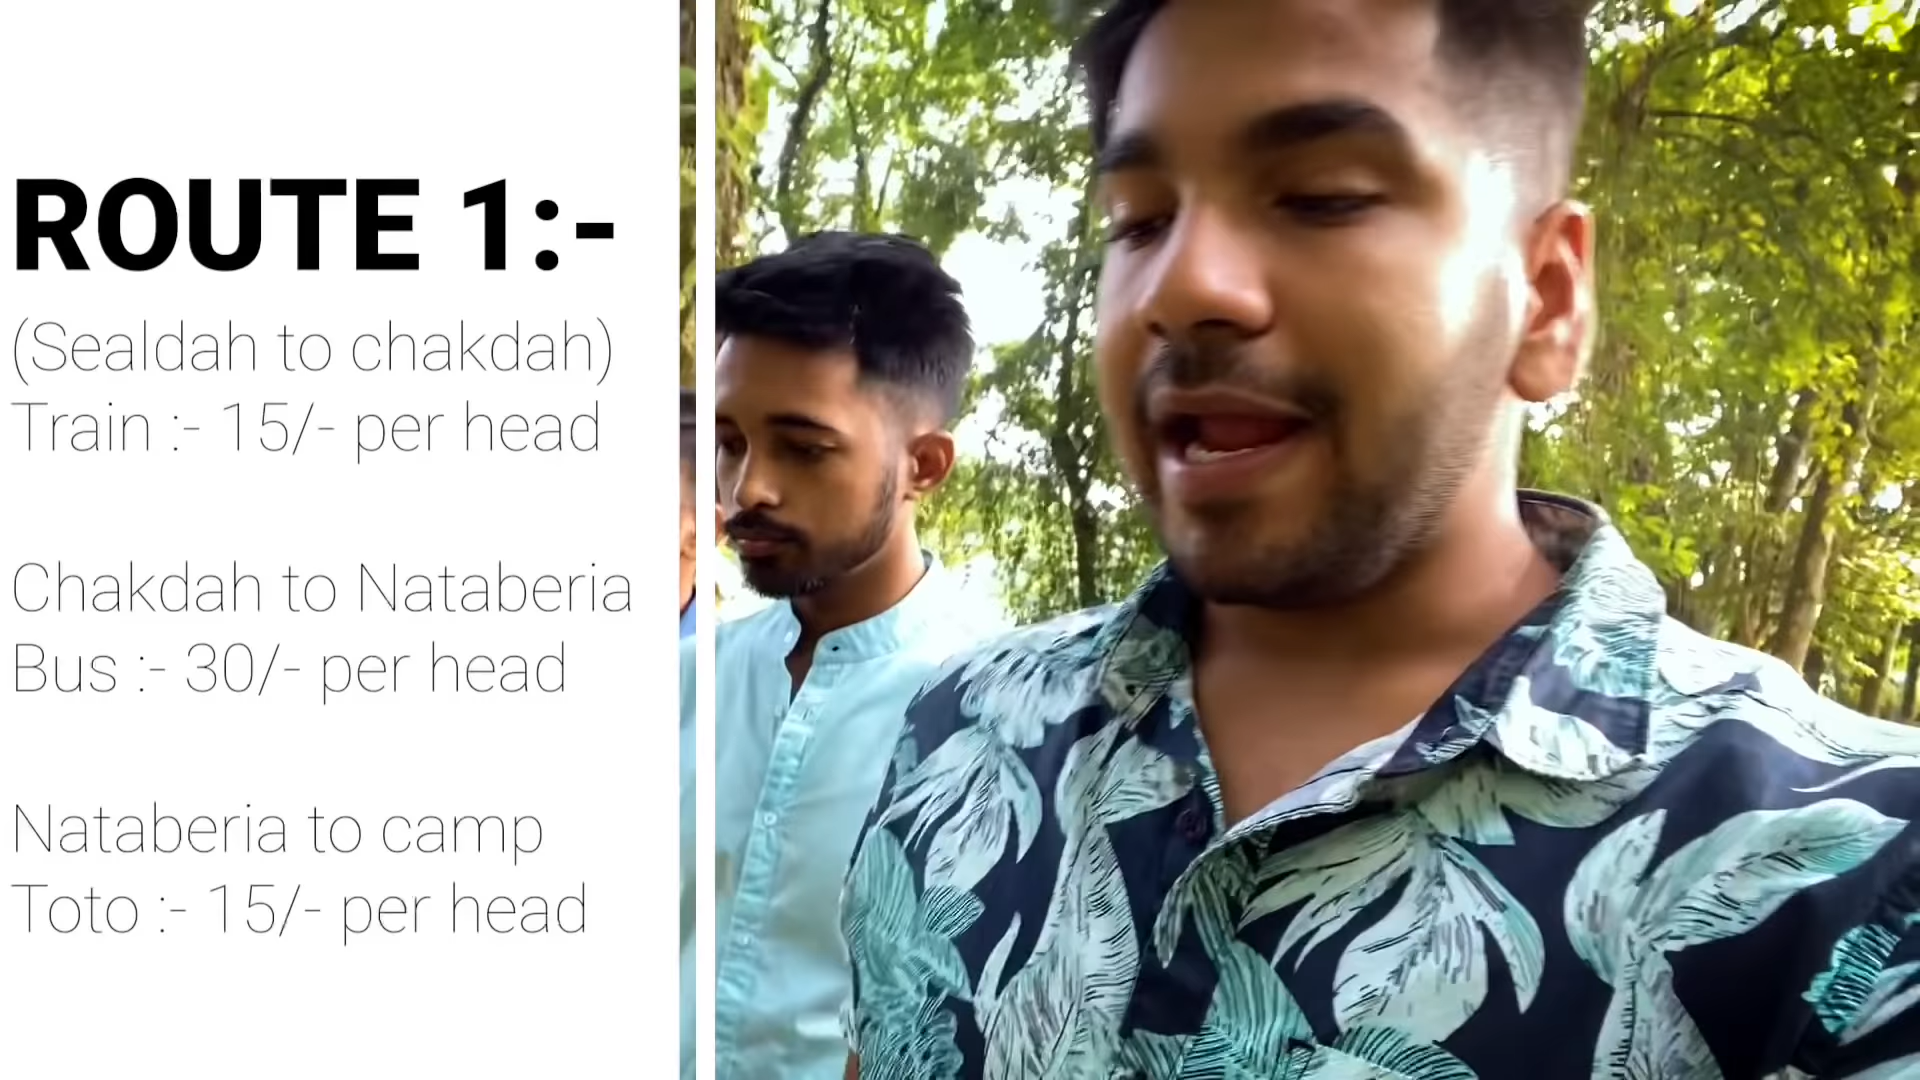 ROUTE 1:-
(Sealdah to chakdah)
Train :- 15/- per head
Chakdah to Nataberia
Bus :- 30/- per head
Nataberia to camp
Toto :- 15/- per head